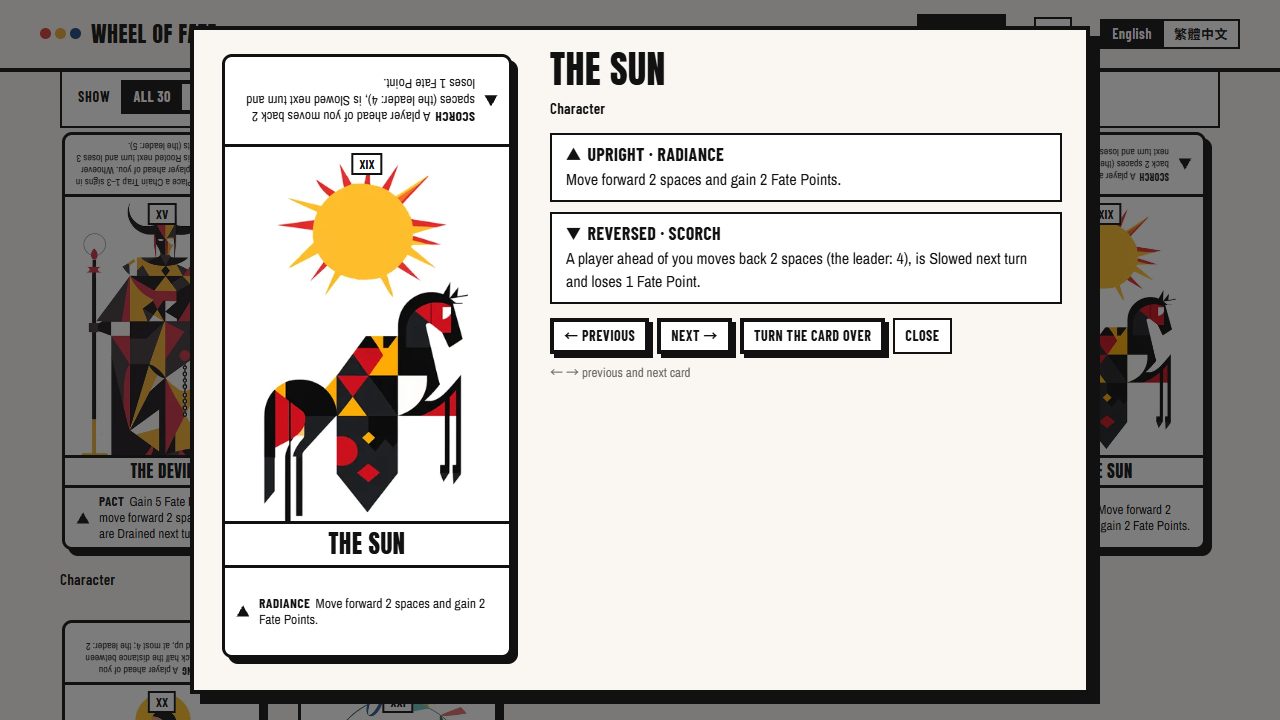 WHEEL OF
English
繁體中文
SHOW
ALL 30
XV
THE DEVI
PACT Gain 5 Fate
move forward 2
are Drained next
Character
XX
SCORCH A player ahead of you moves back 2
spaces (the leader: 4), is Slowed next turn and
loses 1 Fate Point.
XIX
THE SUN
RADIANCE Move forward 2 spaces and gain 2
Fate Points.
THE SUN
Character
UPRIGHT · RADIANCE
Move forward 2 spaces and gain 2 Fate Points.
REVERSED · SCORCH
A player ahead of you moves back 2 spaces (the leader: 4), is Slowed next turn
and loses 1 Fate Point.
← PREVIOUS
NEXT →
TURN THE CARD OVER
CLOSE
← → previous and next card
SUN
Move forward 2
gain 2 Fate Points.